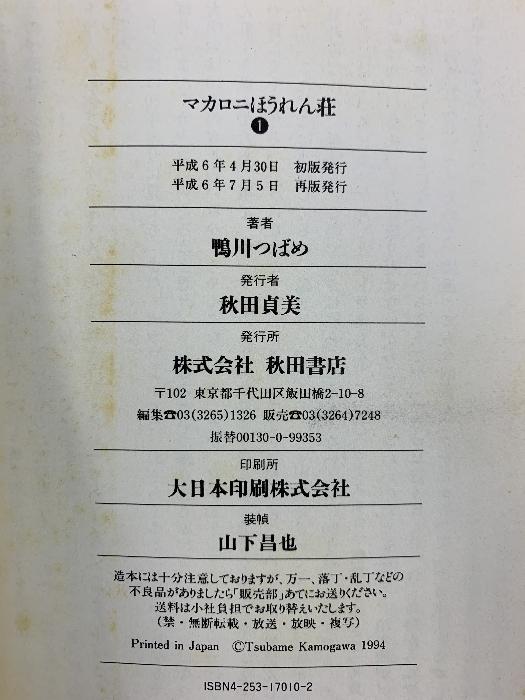 マカロニほうれん荘
❶
平成6年4月30日 初版発行
平成6年7月5日 再版発行
著者
鴨川つばめ
発行者
秋田貞美
発行所
株式会社 秋田書店
〒102 東京都千代田区飯田橋2-10-8
編集☎03(3265)1326 販売☎03(3264)7248
振替00130-0-99353
印刷所
大日本印刷株式会社
装幀
山下昌也
造本には十分注意しておりますが、万一、落丁・乱丁などの
不良品がありましたら「販売部」あてにお送りください。
送料は小社負担でお取り替えいたします。
(禁・無断転載・放送・放映・複写)
Printed in Japan ©Tsubame Kamogawa 1994
ISBN4-253-17010-2